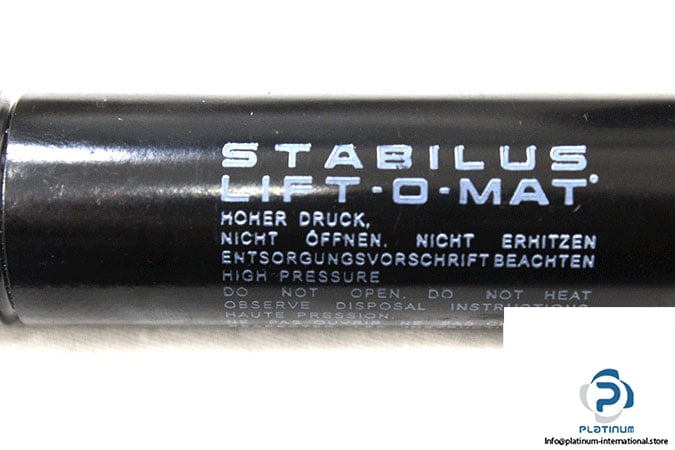 STABILUS
LIFT-O-MAT
HOHER DRUCK,
NICHT ÖFFNEN, NICHT ERHITZEN
ENTSORGUNGSVORSCHRIFT BEACHTEN
HIGH PRESSURE
DO NOT OPEN, DO NOT HEAT
OBSERVE DISPOSAL INSTRUCTIONS
HAUTE PRESSION.
NE PAS OUVRIR NE PAS
PLATINUM
Info@platinum-international.store